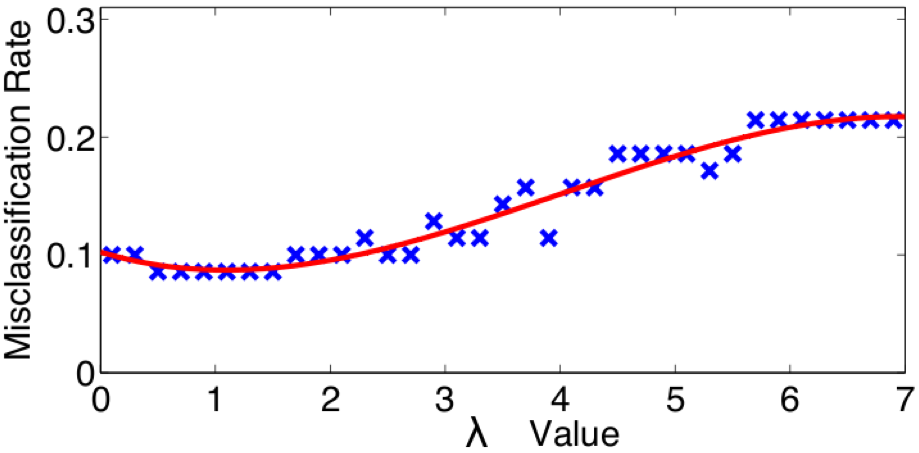 Misclassification Rate
0.3
0.2
0.1
0
0 1 2 3 4 5 6 7
λ Value